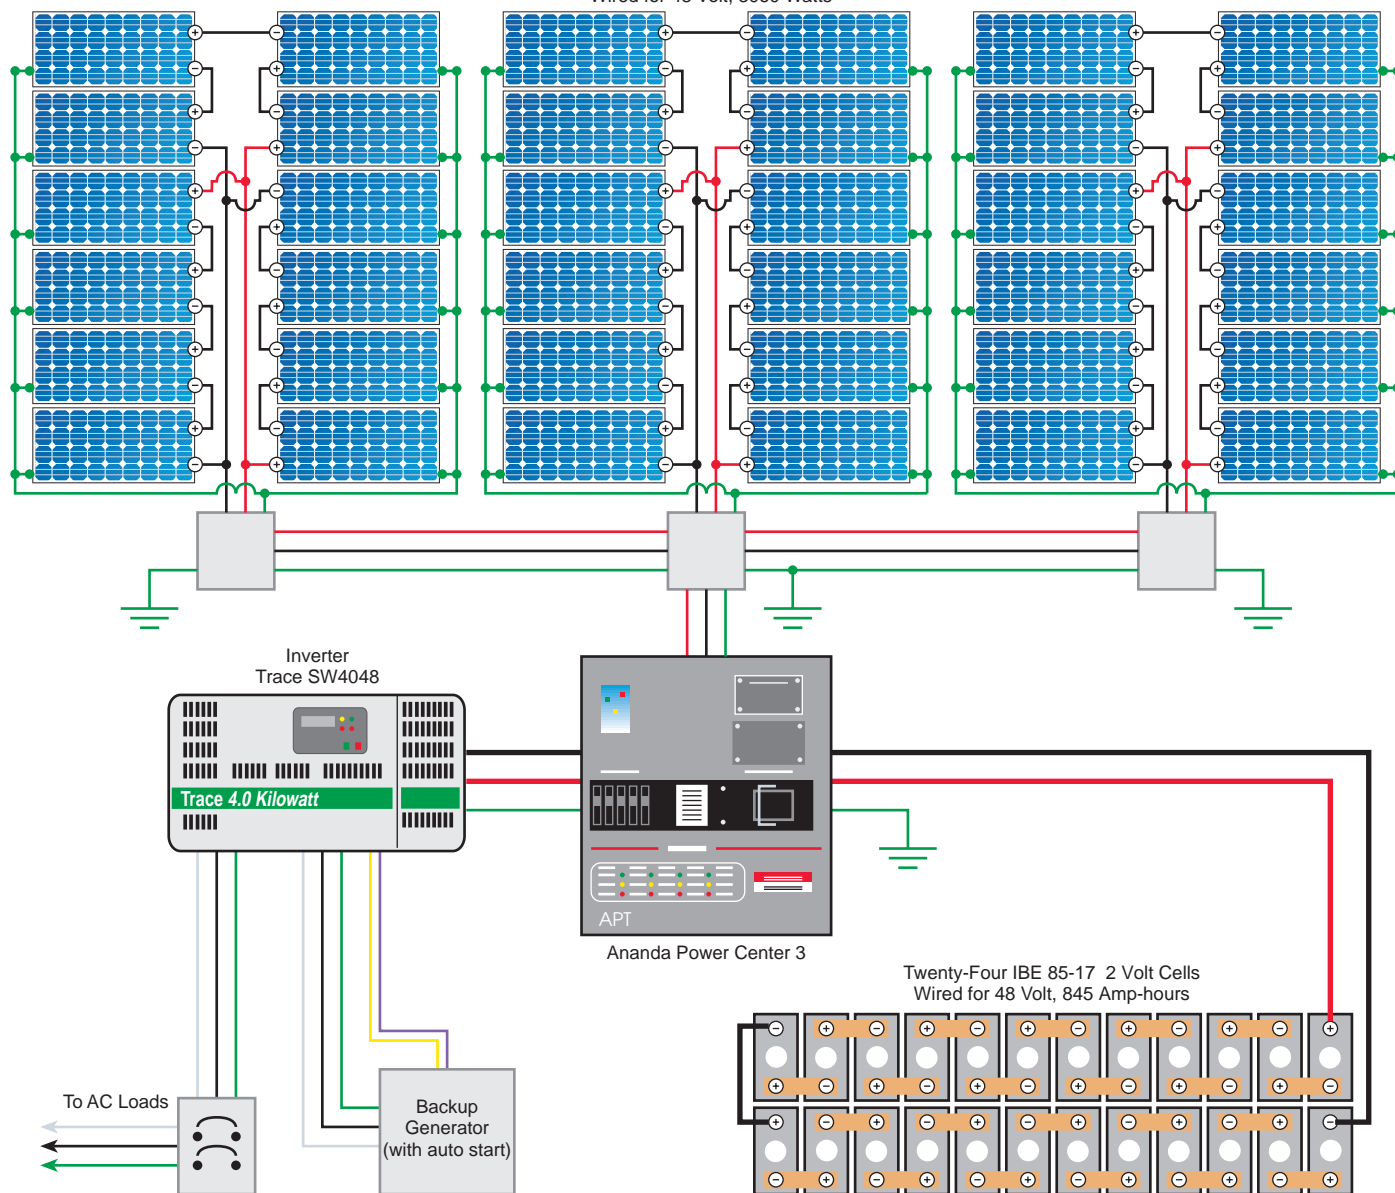 Inverter
Trace SW4048
Trace 4.0 Kilowatt
APT
Ananda Power Center 3
Twenty-Four IBE 85-17 2 Volt Cells
Wired for 48 Volt, 845 Amp-hours
To AC Loads
Backup
Generator
(with auto start)